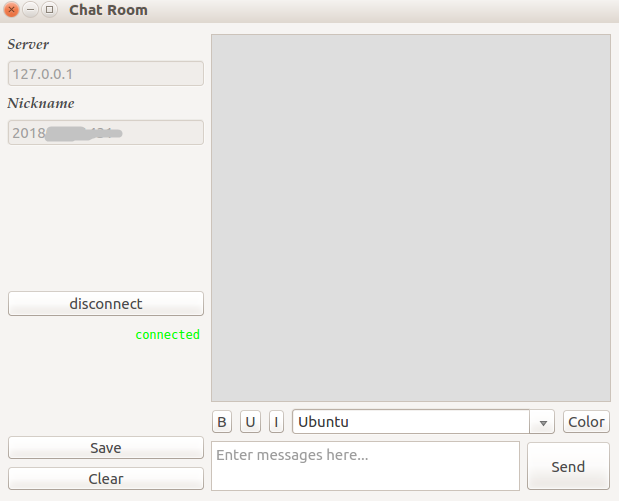 Chat Room
Server
127.0.0.1
Nickname
2018
disconnect
connected
Save
Clear
B U I Ubuntu Color
Enter messages here...
Send